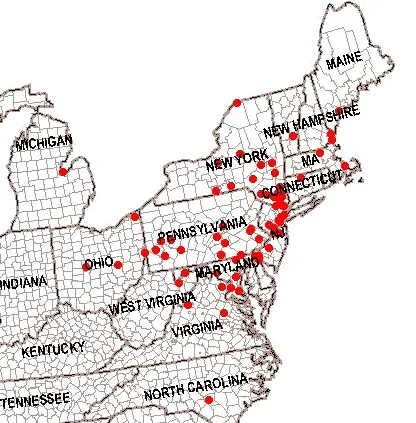 MAINE
NEW HAMPSHIRE
MICHIGAN
NEW YORK
MA
CONNECTICUT
PENNSYLVANIA
NJ
OHIO
MARYLAND
INDIANA
WEST VIRGINIA
VIRGINIA
KENTUCKY
NORTH CAROLINA
TENNESSEE